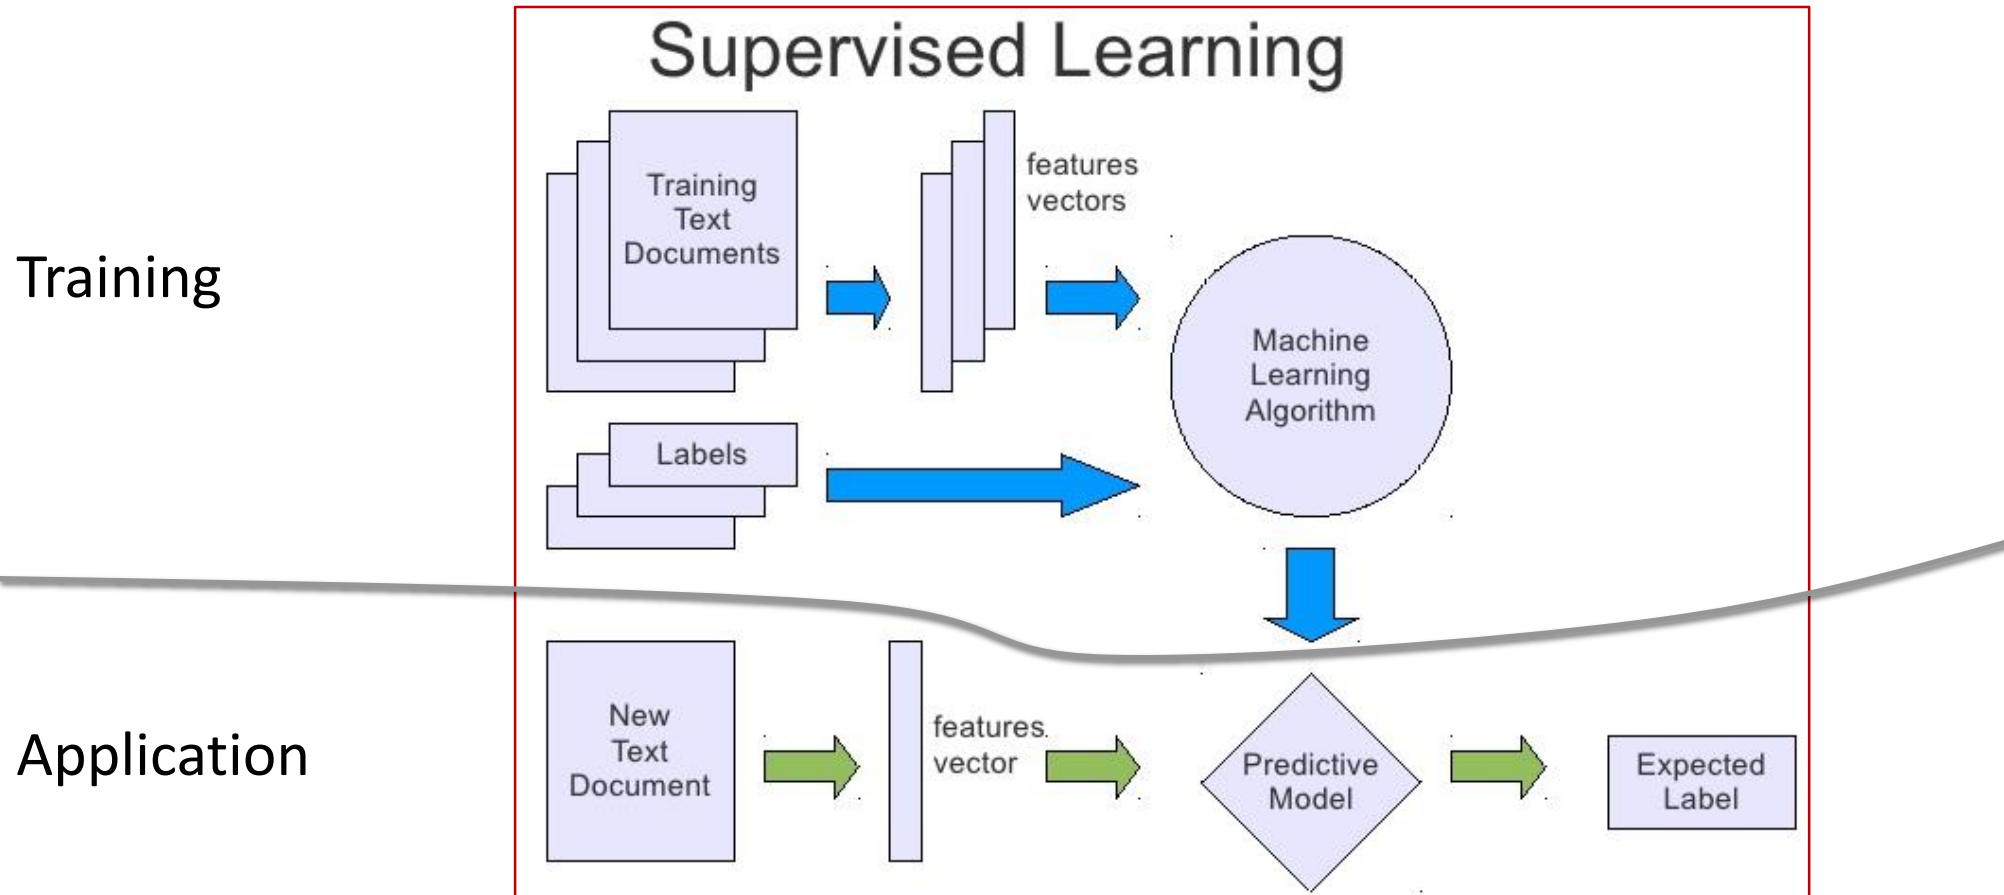 Supervised Learning
Training
Training
Text
Documents
features
vectors
Machine
Learning
Algorithm
Labels
Application
New
Text
Document
features
vector
Predictive
Model
Expected
Label